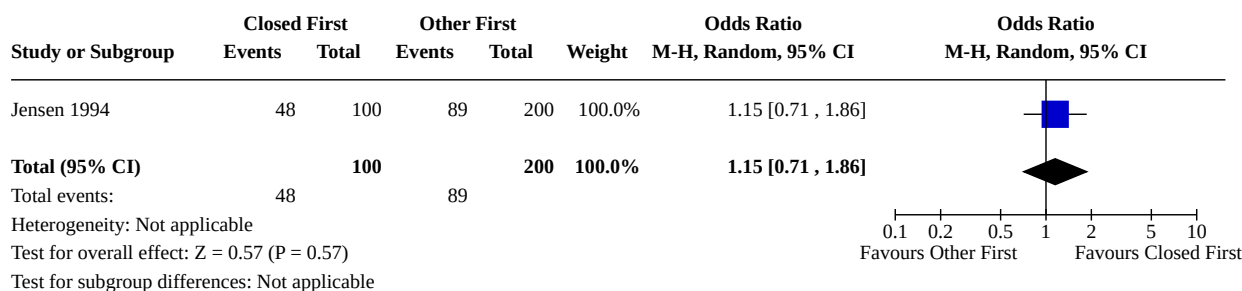 Closed First Other First Odds Ratio Odds Ratio
Study or Subgroup Events Total Events Total Weight M-H, Random, 95% CI M-H, Random, 95% CI
Jensen 1994 48 100 89 200 100.0% 1.15 [0.71 , 1.86]
Total (95% CI) 100 200 100.0% 1.15 [0.71 , 1.86]
Total events: 48 89
Heterogeneity: Not applicable
0.1 0.2 0.5 1 2 5 10
Test for overall effect: Z = 0.57 (P = 0.57) Favours Other First Favours Closed First
Test for subgroup differences: Not applicable